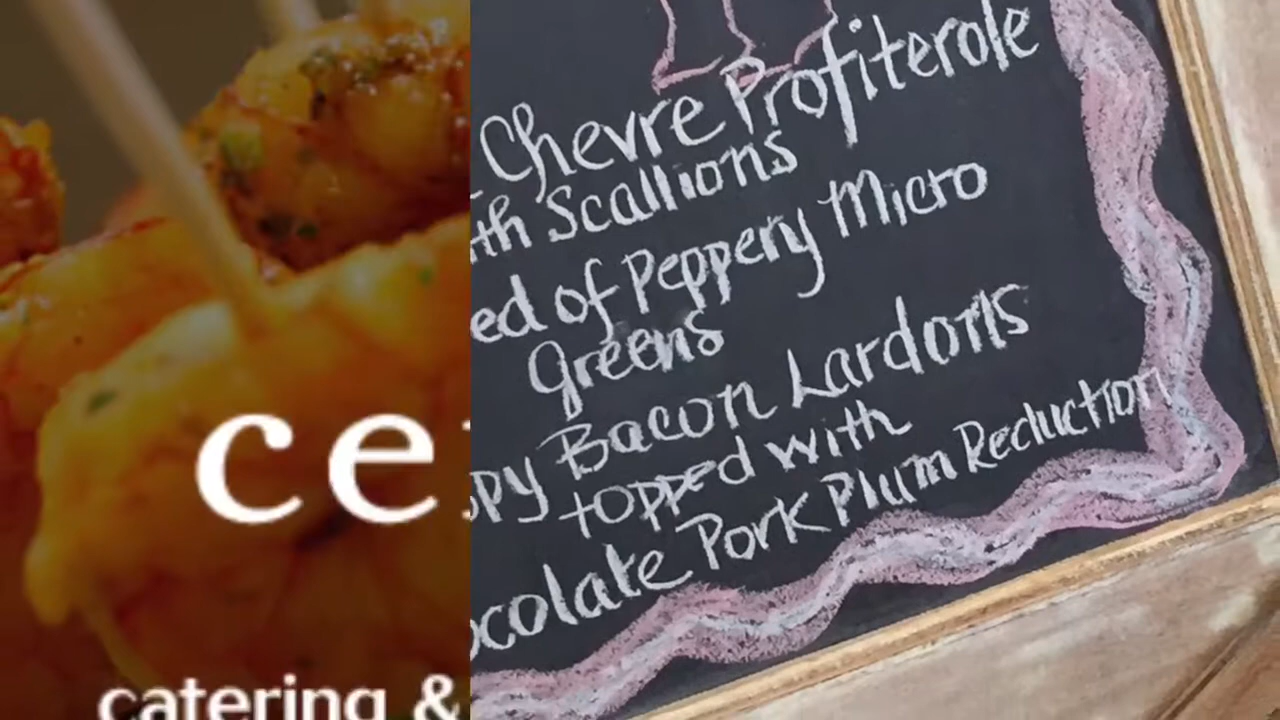 ce
catering &
Chevre Profiterole
th Scallions
ed of Peppery Micro
Greens
py Bacon Lardons
topped with
ocolate Pork Plum Reduction